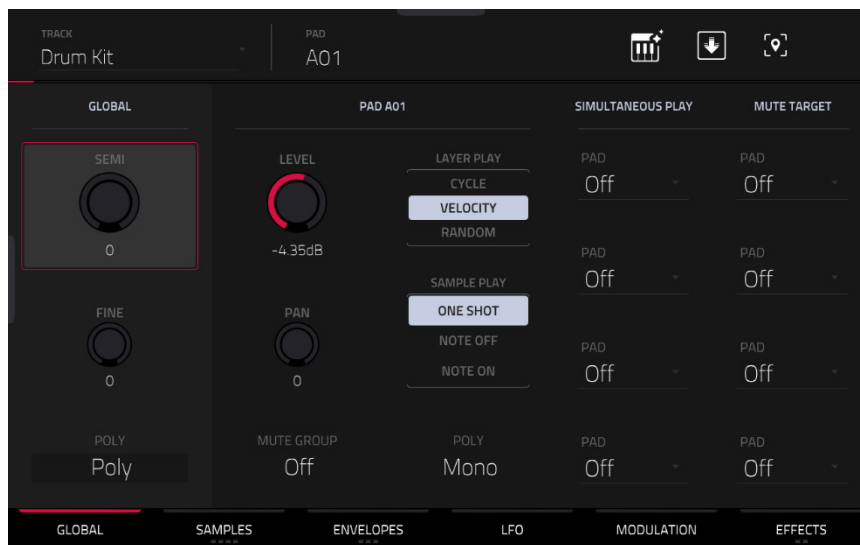 TRACK
Drum Kit
PAD
A01
GLOBAL
PAD A01
SIMULTANEOUS PLAY
MUTE TARGET
SEMI
0
FINE
0
POLY
Poly
LEVEL
-4.35dB
PAN
0
MUTE GROUP
Off
LAYER PLAY
CYCLE
VELOCITY
RANDOM
SAMPLE PLAY
ONE SHOT
NOTE OFF
NOTE ON
POLY
Mono
PAD
Off
PAD
Off
PAD
Off
PAD
Off
PAD
Off
PAD
Off
PAD
Off
PAD
Off
GLOBAL
SAMPLES
ENVELOPES
LFO
MODULATION
EFFECTS